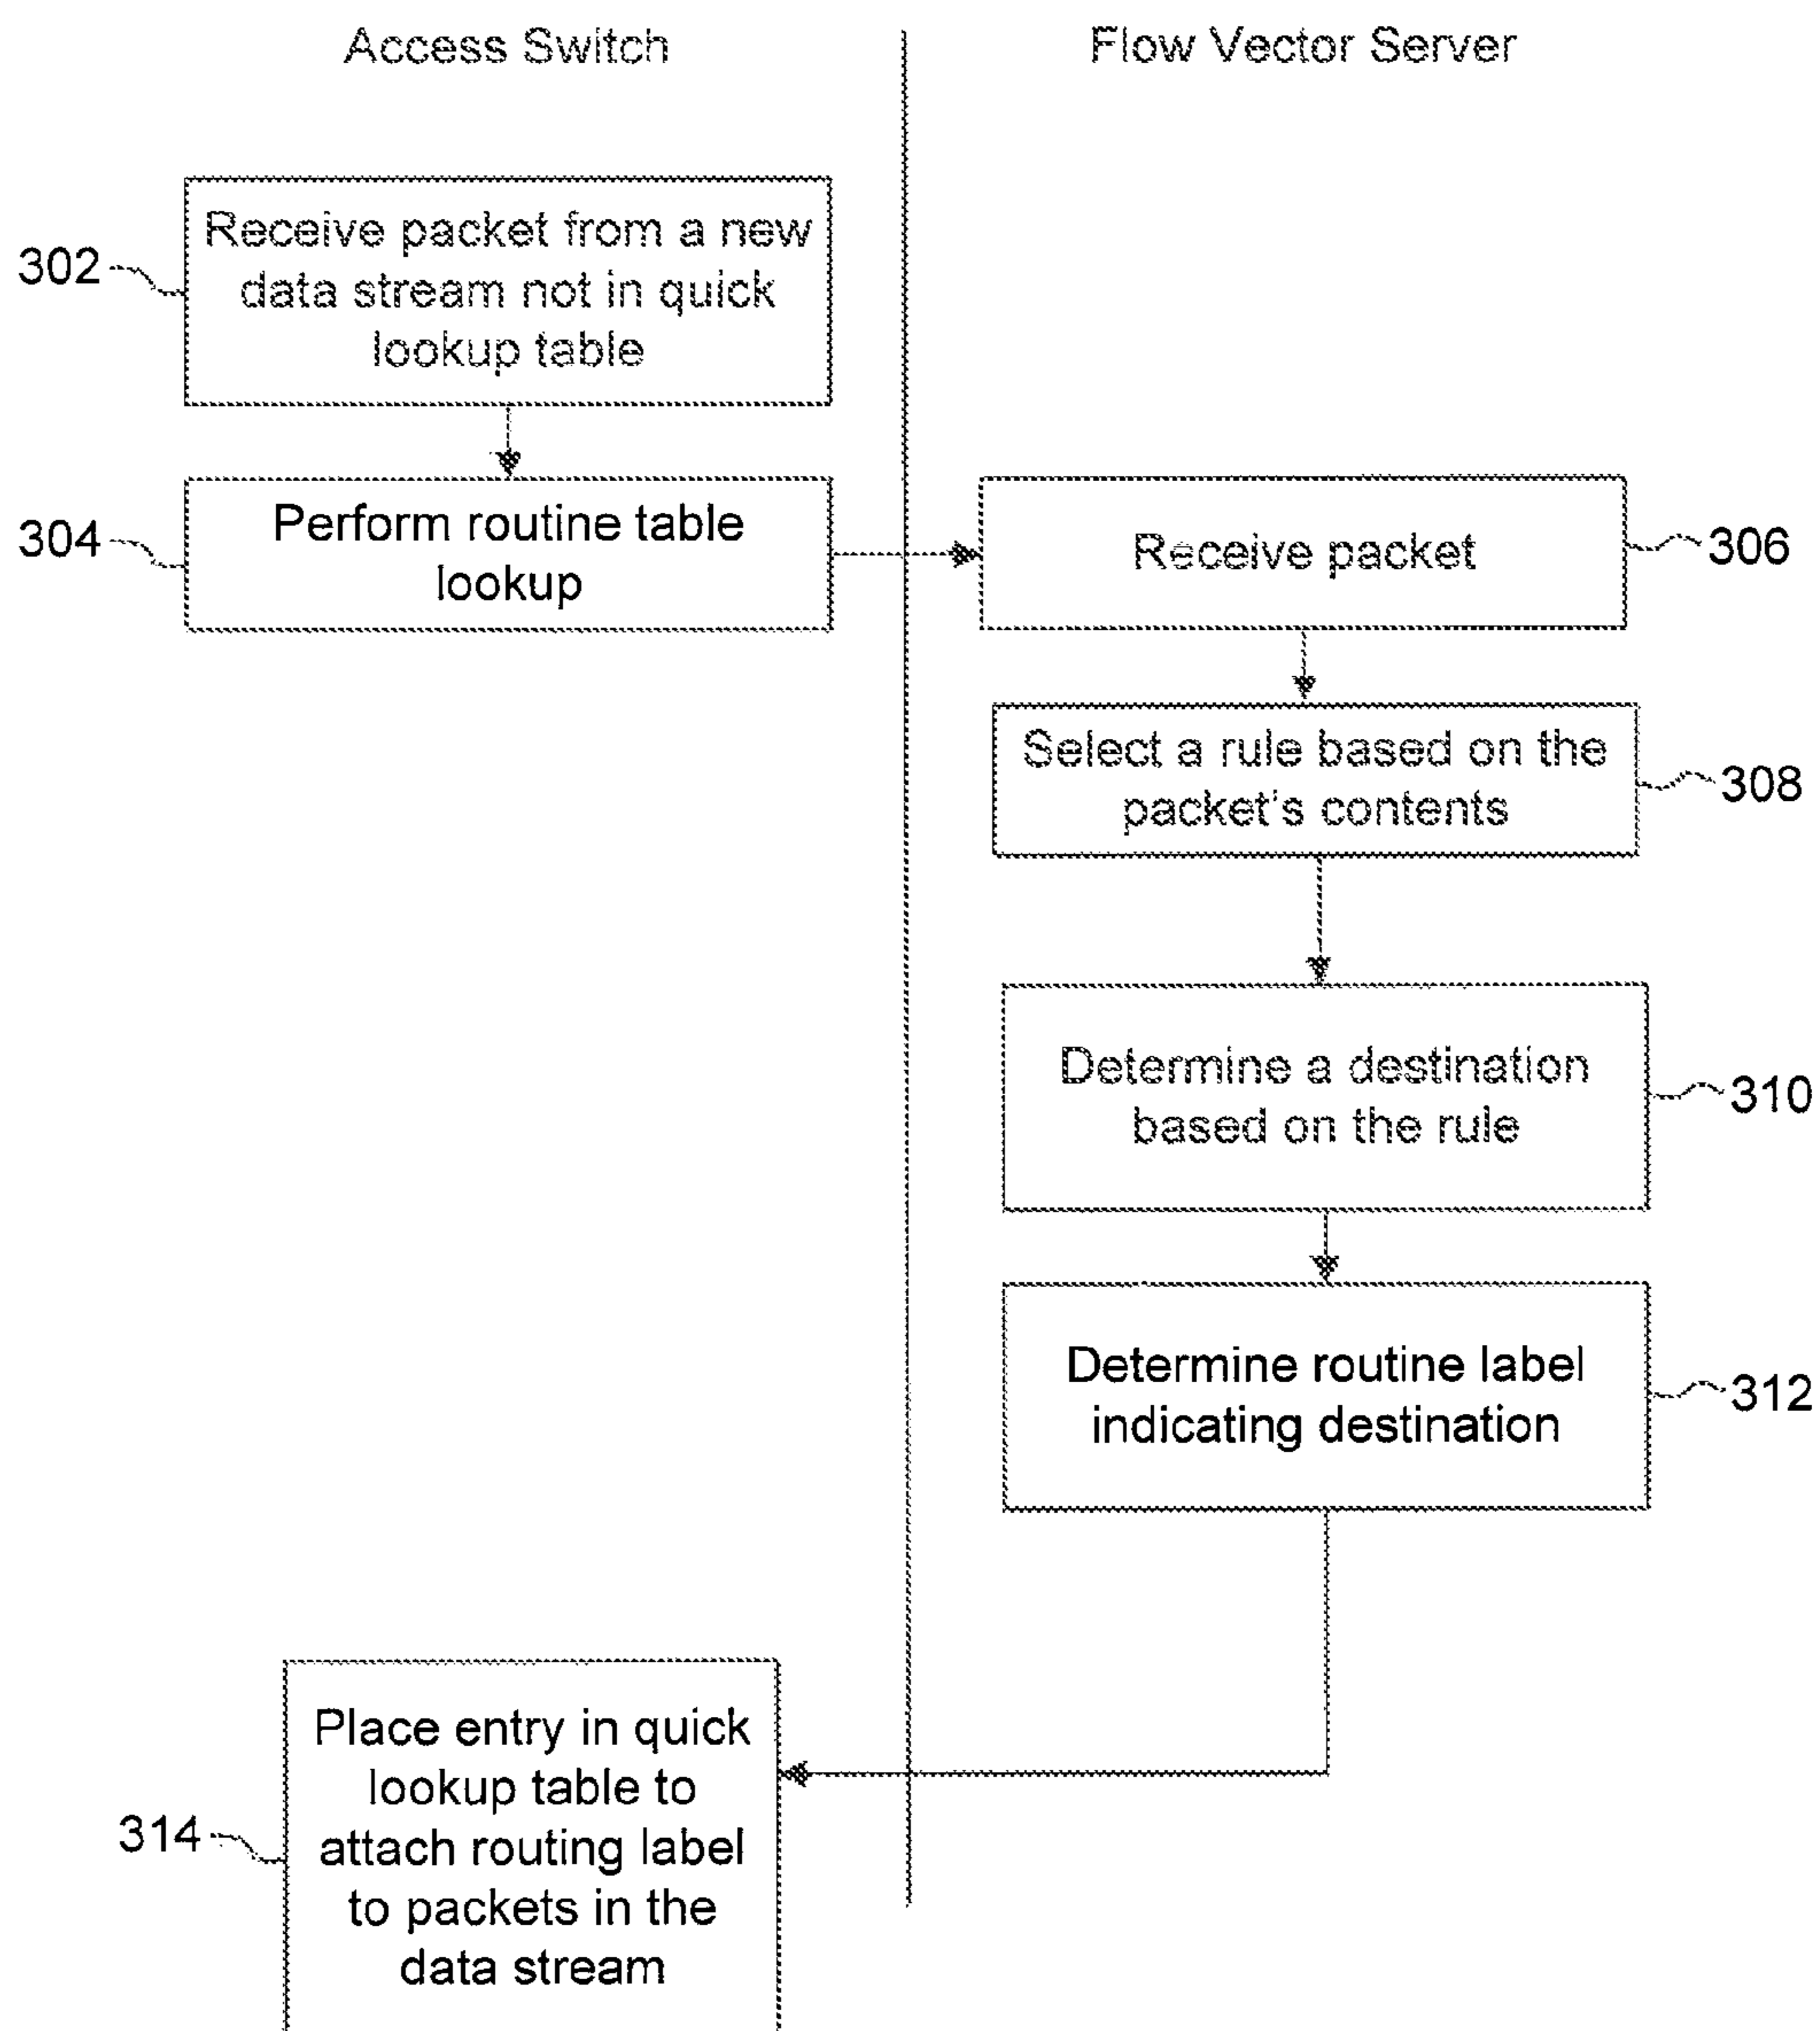 Access Switch
Flow Vector Server
302
Receive packet from a new
data stream not in quick
lookup table
304
Perform routine table
lookup
Receive packet
306
Select a rule based on the
packet's contents
308
Determine a destination
based on the rule
310
Determine routine label
indicating destination
312
314
Place entry in quick
lookup table to
attach routing label
to packets in the
data stream